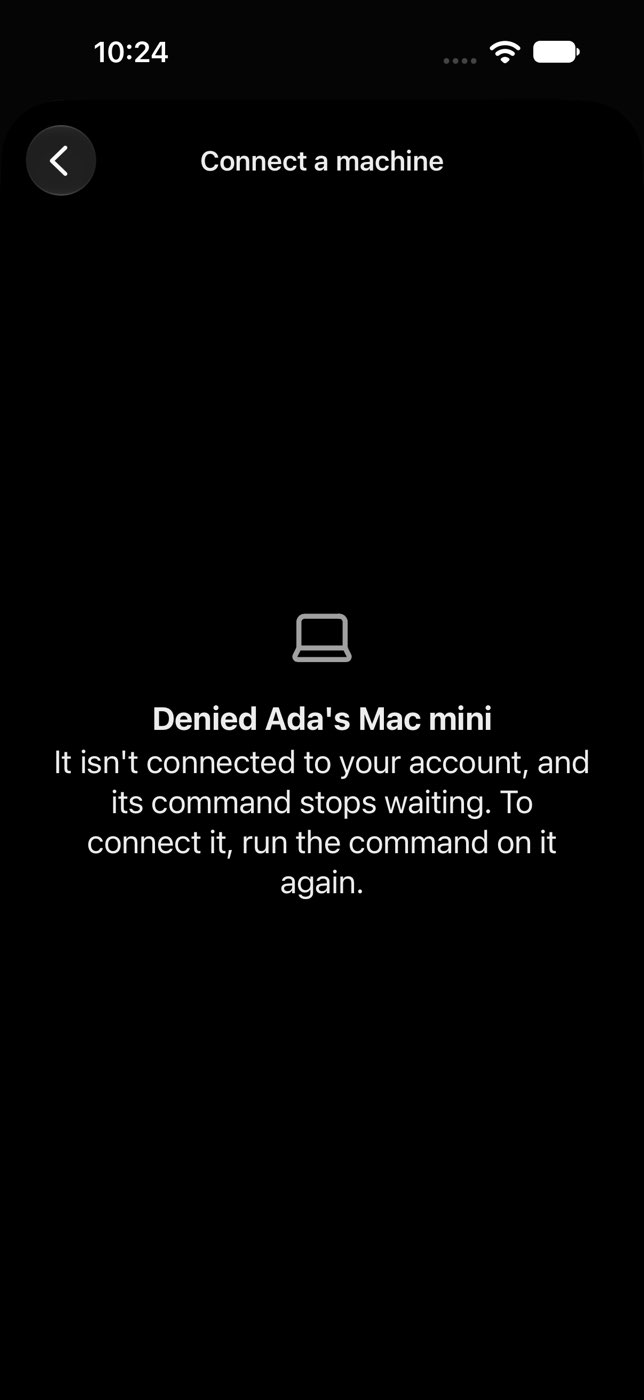 10:24
Connect a machine
Denied Ada's Mac mini
It isn't connected to your account, and
its command stops waiting. To
connect it, run the command on it
again.